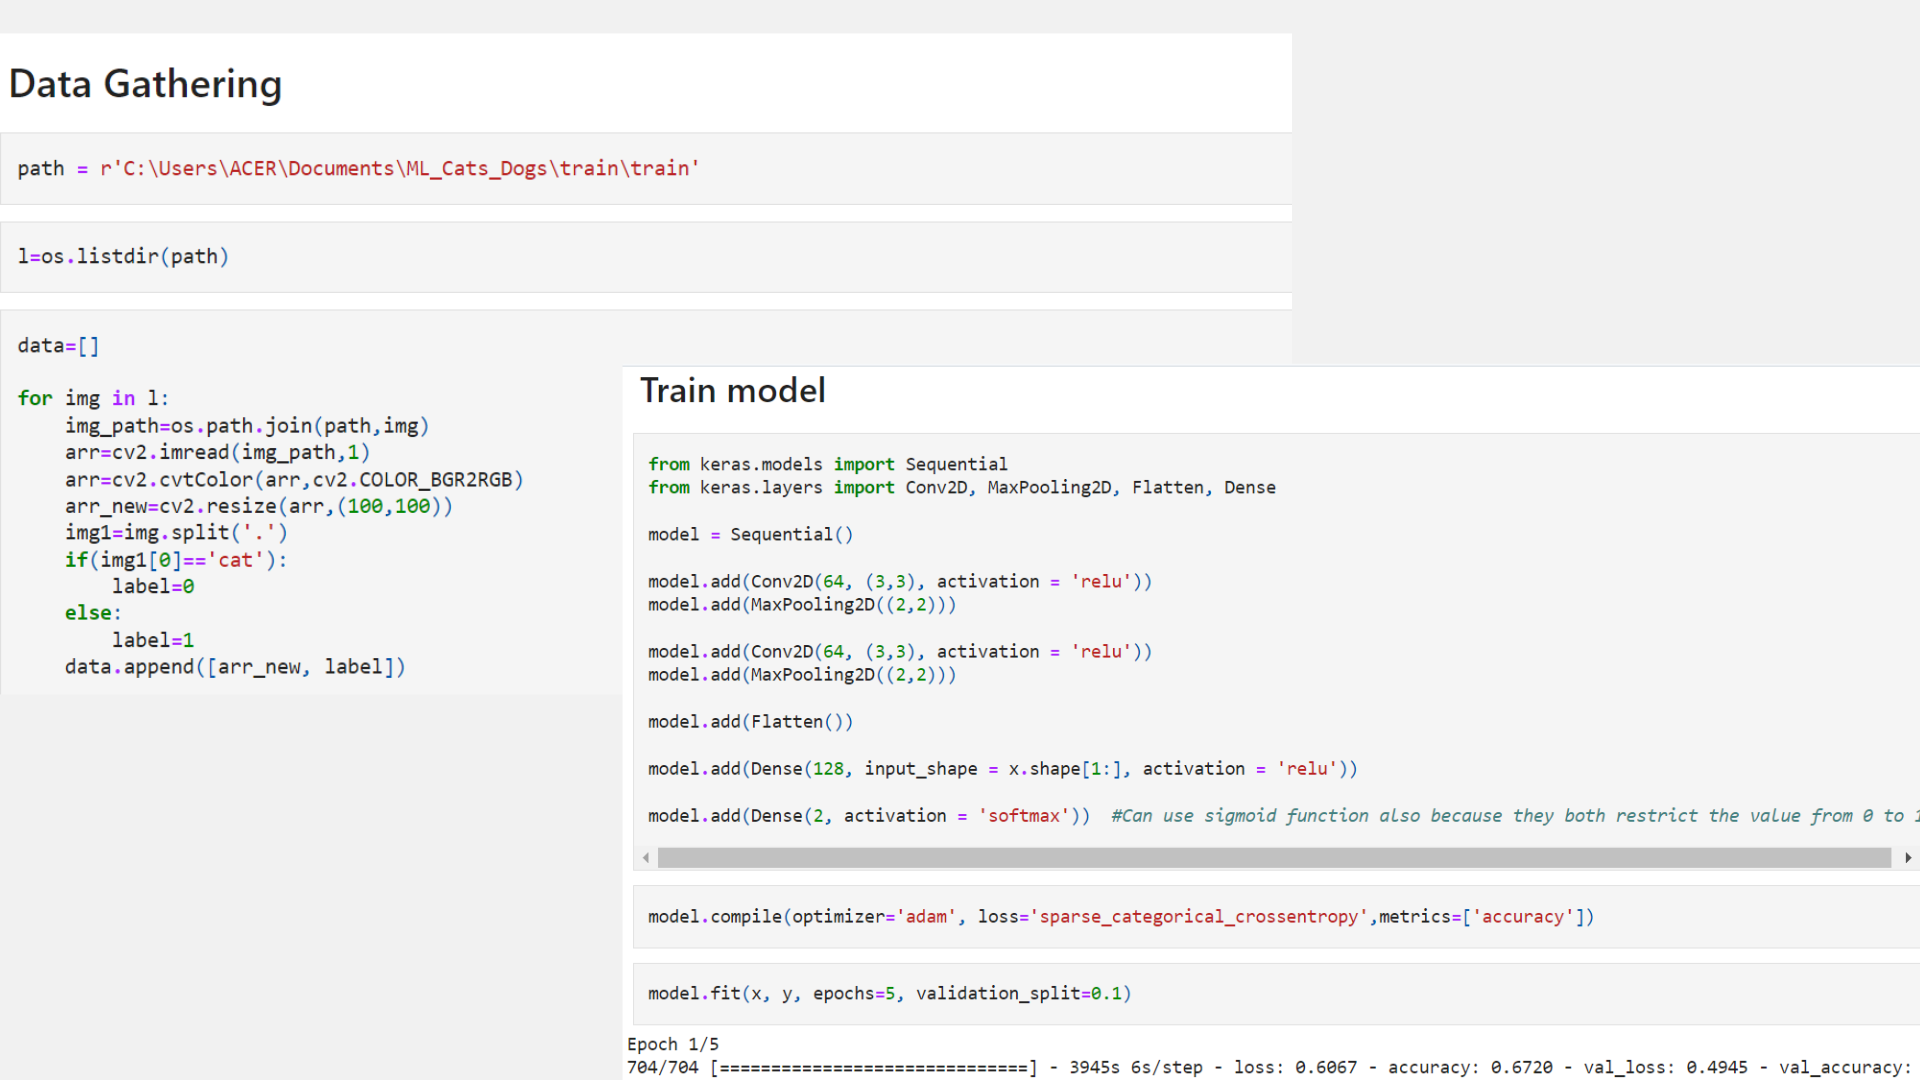 Data Gathering
path = r'C:\Users\ACER\Documents\ML_Cats_Dogs\train\train'
l=os.listdir(path)
data=[]
for img in l:
    img_path=os.path.join(path,img)
    arr=cv2.imread(img_path,1)
    arr=cv2.cvtColor(arr,cv2.COLOR_BGR2RGB)
    arr_new=cv2.resize(arr,(100,100))
    img1=img.split('.')
    if(img1[0]=='cat'):
        label=0
    else:
        label=1
    data.append([arr_new, label])
Train model
from keras.models import Sequential
from keras.layers import Conv2D, MaxPooling2D, Flatten, Dense
model = Sequential()
model.add(Conv2D(64, (3,3), activation = 'relu'))
model.add(MaxPooling2D((2,2)))
model.add(Conv2D(64, (3,3), activation = 'relu'))
model.add(MaxPooling2D((2,2)))
model.add(Flatten())
model.add(Dense(128, input_shape = x.shape[1:], activation = 'relu'))
model.add(Dense(2, activation = 'softmax'))  #Can use sigmoid function also because they both restrict the value from 0 to 1
model.compile(optimizer='adam', loss='sparse_categorical_crossentropy',metrics=['accuracy'])
model.fit(x, y, epochs=5, validation_split=0.1)
Epoch 1/5
704/704 [==============================] - 3945s 6s/step - loss: 0.6067 - accuracy: 0.6720 - val_loss: 0.4945 - val_accuracy: